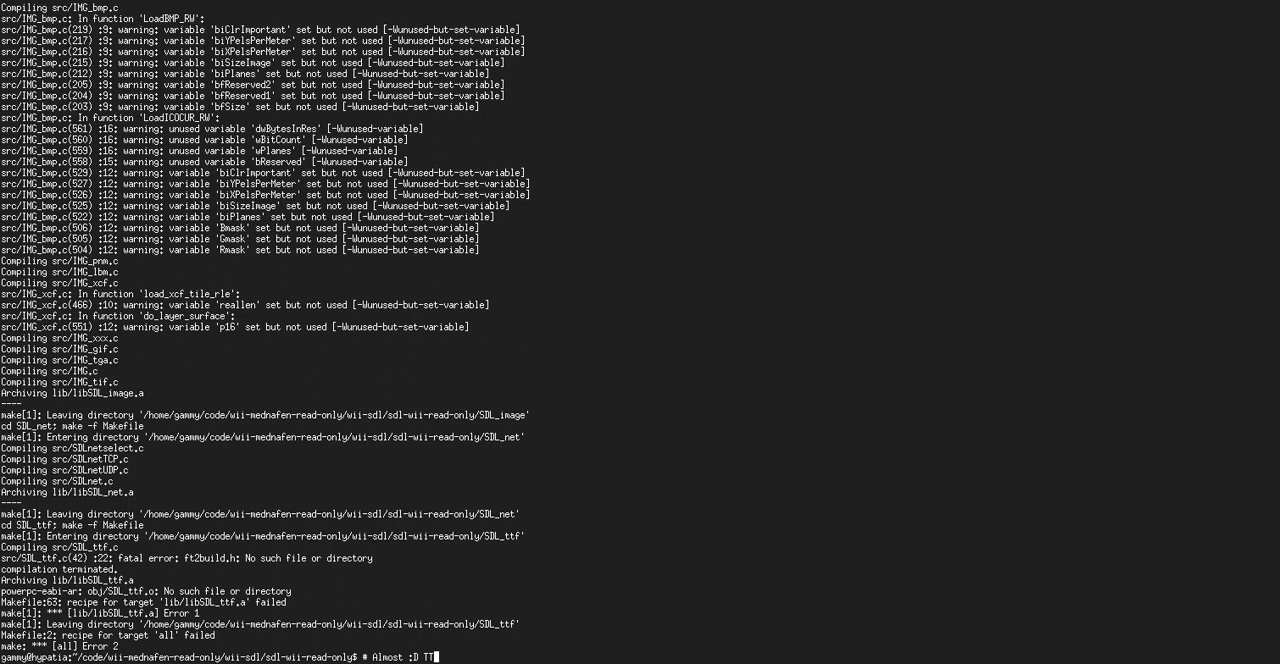 Compiling src/IMG_bmp.c
src/IMG_bmp.c: In function 'LoadBMP_RW':
src/IMG_bmp.c(219) :9: warning: variable 'biClrImportant' set but not used [-Wunused-but-set-variable]
src/IMG_bmp.c(217) :9: warning: variable 'biYPelsPerMeter' set but not used [-Wunused-but-set-variable]
src/IMG_bmp.c(216) :9: warning: variable 'biXPelsPerMeter' set but not used [-Wunused-but-set-variable]
src/IMG_bmp.c(215) :9: warning: variable 'biSizeImage' set but not used [-Wunused-but-set-variable]
src/IMG_bmp.c(212) :9: warning: variable 'biPlanes' set but not used [-Wunused-but-set-variable]
src/IMG_bmp.c(205) :9: warning: variable 'bfReserved2' set but not used [-Wunused-but-set-variable]
src/IMG_bmp.c(204) :9: warning: variable 'bfReserved1' set but not used [-Wunused-but-set-variable]
src/IMG_bmp.c(203) :9: warning: variable 'bfSize' set but not used [-Wunused-but-set-variable]
src/IMG_bmp.c: In function 'LoadICOCUR_RW':
src/IMG_bmp.c(561) :16: warning: unused variable 'dwBytesInRes' [-Wunused-variable]
src/IMG_bmp.c(560) :16: warning: unused variable 'wBitCount' [-Wunused-variable]
src/IMG_bmp.c(559) :16: warning: unused variable 'wPlanes' [-Wunused-variable]
src/IMG_bmp.c(558) :15: warning: unused variable 'bReserved' [-Wunused-variable]
src/IMG_bmp.c(529) :12: warning: variable 'biClrImportant' set but not used [-Wunused-but-set-variable]
src/IMG_bmp.c(527) :12: warning: variable 'biYPelsPerMeter' set but not used [-Wunused-but-set-variable]
src/IMG_bmp.c(526) :12: warning: variable 'biXPelsPerMeter' set but not used [-Wunused-but-set-variable]
src/IMG_bmp.c(525) :12: warning: variable 'biSizeImage' set but not used [-Wunused-but-set-variable]
src/IMG_bmp.c(522) :12: warning: variable 'biPlanes' set but not used [-Wunused-but-set-variable]
src/IMG_bmp.c(506) :12: warning: variable 'Bmask' set but not used [-Wunused-but-set-variable]
src/IMG_bmp.c(505) :12: warning: variable 'Gmask' set but not used [-Wunused-but-set-variable]
src/IMG_bmp.c(504) :12: warning: variable 'Rmask' set but not used [-Wunused-but-set-variable]
Compiling src/IMG_pnm.c
Compiling src/IMG_lbm.c
Compiling src/IMG_xcf.c
src/IMG_xcf.c: In function 'load_xcf_tile_rle':
src/IMG_xcf.c(466) :10: warning: variable 'reallen' set but not used [-Wunused-but-set-variable]
src/IMG_xcf.c: In function 'do_layer_surface':
src/IMG_xcf.c(551) :12: warning: variable 'p16' set but not used [-Wunused-but-set-variable]
Compiling src/IMG_xxx.c
Compiling src/IMG_gif.c
Compiling src/IMG_tga.c
Compiling src/IMG.c
Compiling src/IMG_tif.c
Archiving lib/libSDL_image.a
----
make[1]: Leaving directory '/home/gammy/code/wii-mednafen-read-only/wii-sdl/sdl-wii-read-only/SDL_image'
cd SDL_net; make -f Makefile
make[1]: Entering directory '/home/gammy/code/wii-mednafen-read-only/wii-sdl/sdl-wii-read-only/SDL_net'
Compiling src/SDLnetselect.c
Compiling src/SDLnetTCP.c
Compiling src/SDLnetUDP.c
Compiling src/SDLnet.c
Archiving lib/libSDL_net.a
----
make[1]: Leaving directory '/home/gammy/code/wii-mednafen-read-only/wii-sdl/sdl-wii-read-only/SDL_net'
cd SDL_ttf; make -f Makefile
make[1]: Entering directory '/home/gammy/code/wii-mednafen-read-only/wii-sdl/sdl-wii-read-only/SDL_ttf'
Compiling src/SDL_ttf.c
src/SDL_ttf.c(42) :22: fatal error: ft2build.h: No such file or directory
compilation terminated.
Archiving lib/libSDL_ttf.a
powerpc-eabi-ar: obj/SDL_ttf.o: No such file or directory
Makefile:63: recipe for target 'lib/libSDL_ttf.a' failed
make[1]: *** [lib/libSDL_ttf.a] Error 1
make[1]: Leaving directory '/home/gammy/code/wii-mednafen-read-only/wii-sdl/sdl-wii-read-only/SDL_ttf'
Makefile:2: recipe for target 'all' failed
make: *** [all] Error 2
gammy@hypatia:~/code/wii-mednafen-read-only/wii-sdl/sdl-wii-read-only$ # Almost :D TT